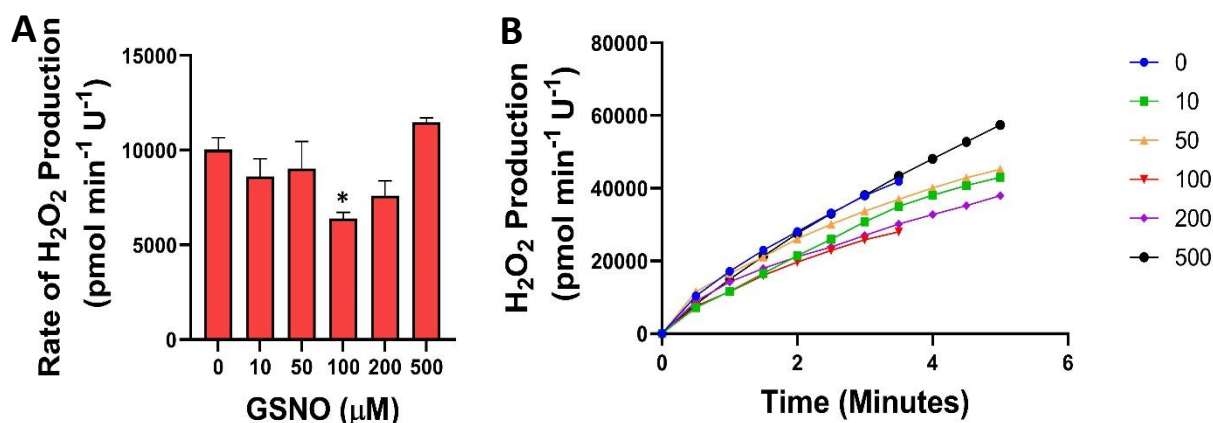 A
Rate of H₂O₂ Production
(pmol min⁻¹ U⁻¹)
15000
10000
5000
0
*
0 10 50 100 200 500
GSNO (μM)
B
H₂O₂ Production
(pmol min⁻¹ U⁻¹)
80000
60000
40000
20000
0
0 2 4 6
Time (Minutes)
0
10
50
100
200
500